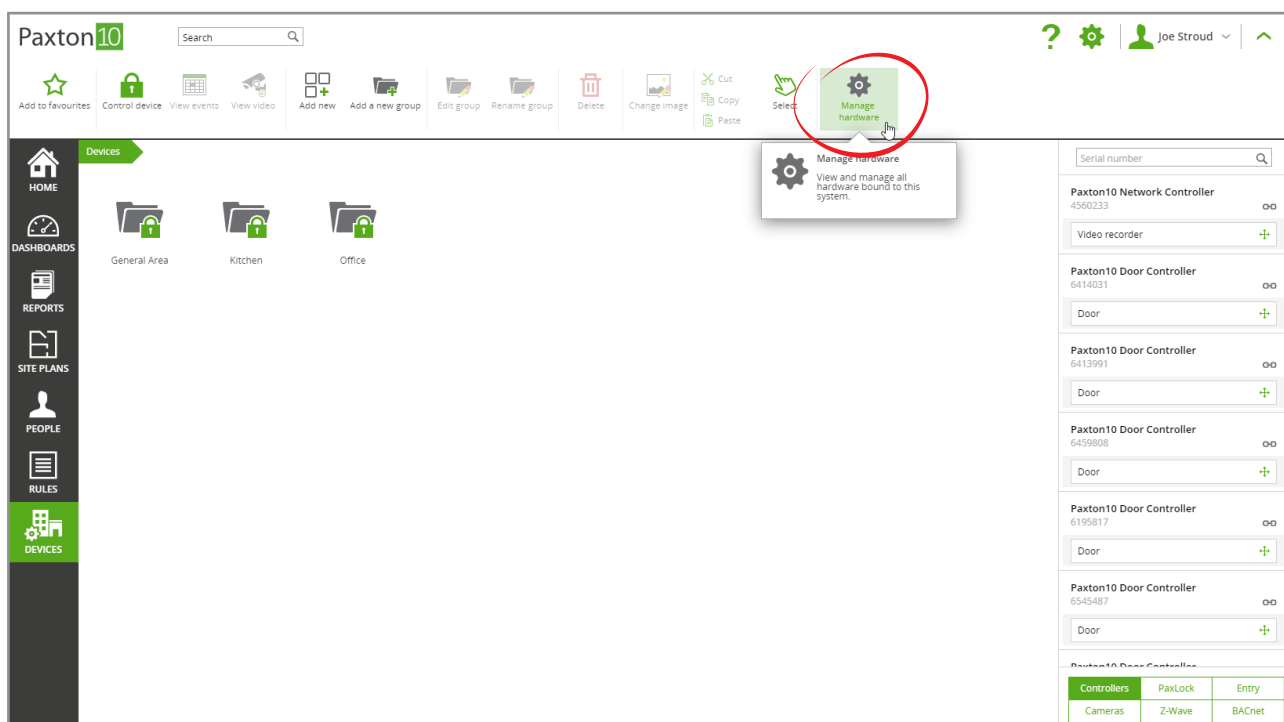 Paxton10
Search
Joe Stroud
Add to favourites
Control device
View events
View video
Add new
Add a new group
Edit group
Rename group
Delete
Change image
Cut
Copy
Paste
Select
Manage
hardware
HOME
DASHBOARDS
REPORTS
SITE PLANS
PEOPLE
RULES
DEVICES
Devices
General Area
Kitchen
Office
Manage hardware
View and manage all
hardware bound to this
system.
Serial number
Paxton10 Network Controller
4560233
Video recorder
Paxton10 Door Controller
6414031
Door
Paxton10 Door Controller
6413991
Door
Paxton10 Door Controller
6459808
Door
Paxton10 Door Controller
6195817
Door
Paxton10 Door Controller
6545487
Door
Paxton10 Door Controller
Controllers
PaxLock
Entry
Cameras
Z-Wave
BACnet